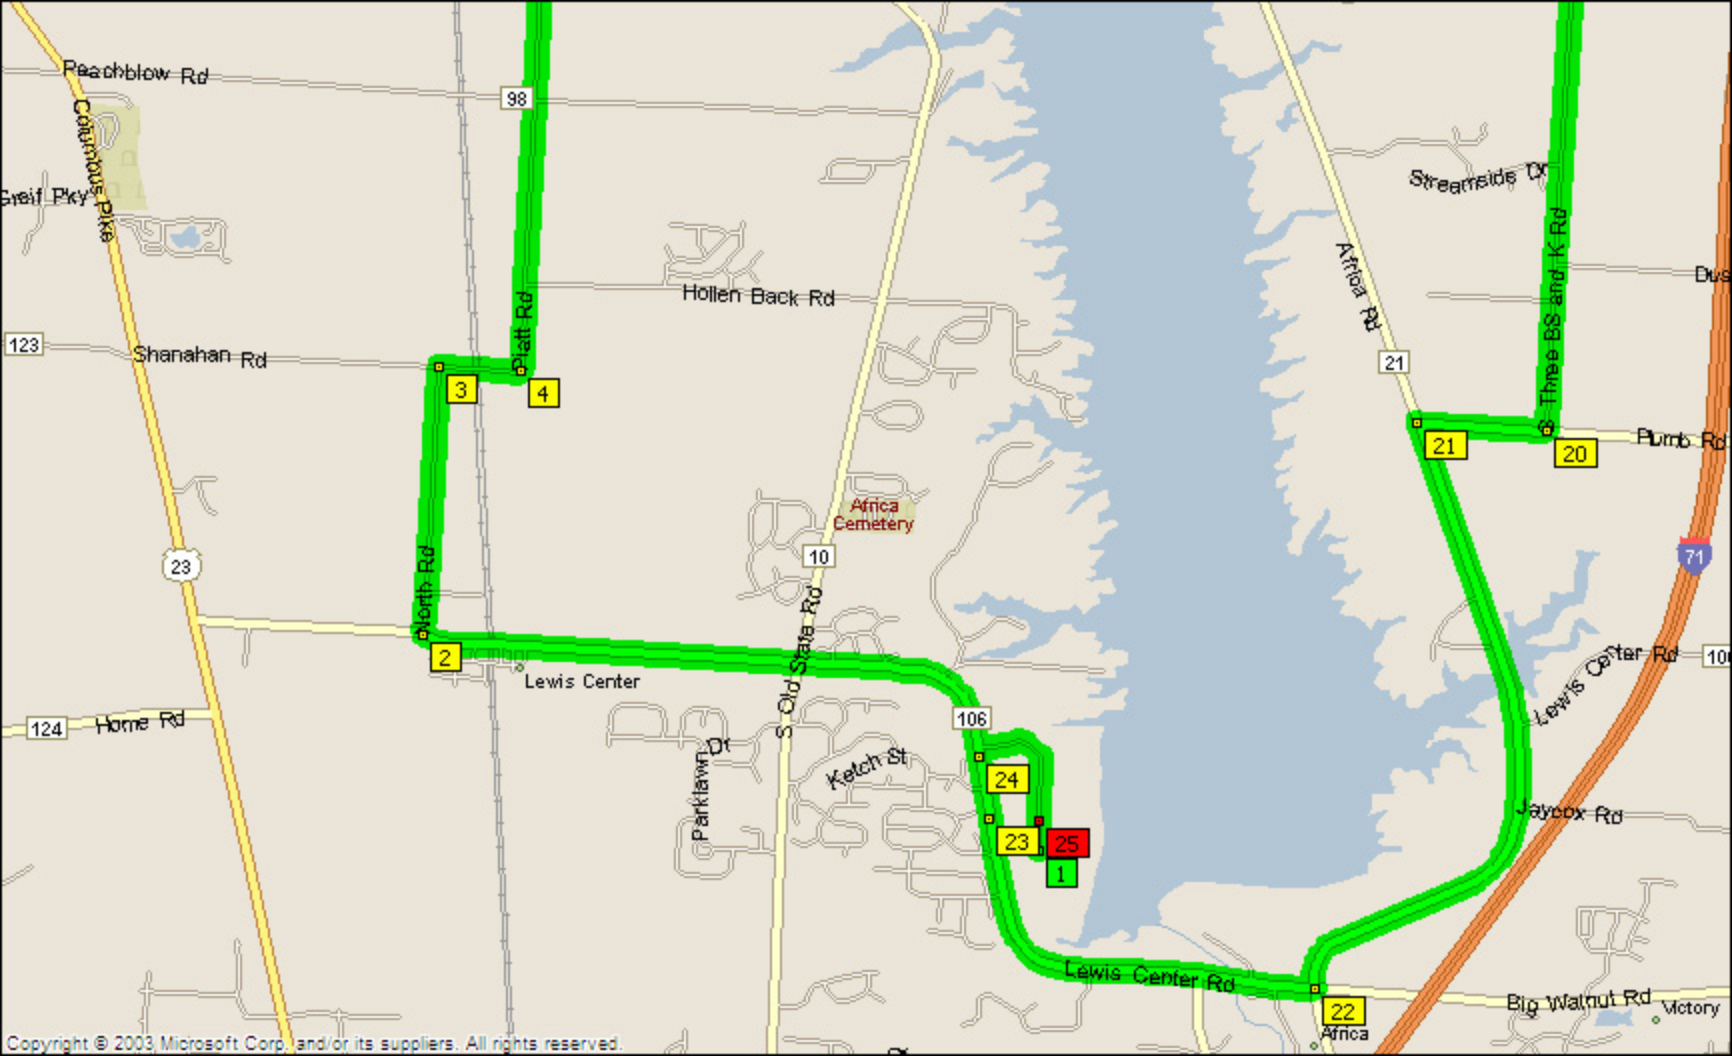 Peachblow Rd
98
Columbus Pike
Greif Pky
Streamside Dr
S Three BS and K Rd
Africa Rd
Dus
Hollen Back Rd
Platt Rd
123
Shanahan Rd
3
4
21
21
20
Plumb Rd
Africa
Cemetery
10
23
71
North Rd
S Old State Rd
2
Lewis Center
Lewis Center Rd
10
106
124
Home Rd
Parklawn Dr
Ketch St
24
23
25
1
Jaycox Rd
Lewis Center Rd
22
Big Walnut Rd
Victory
Africa
Copyright © 2003 Microsoft Corp. and/or its suppliers. All rights reserved.